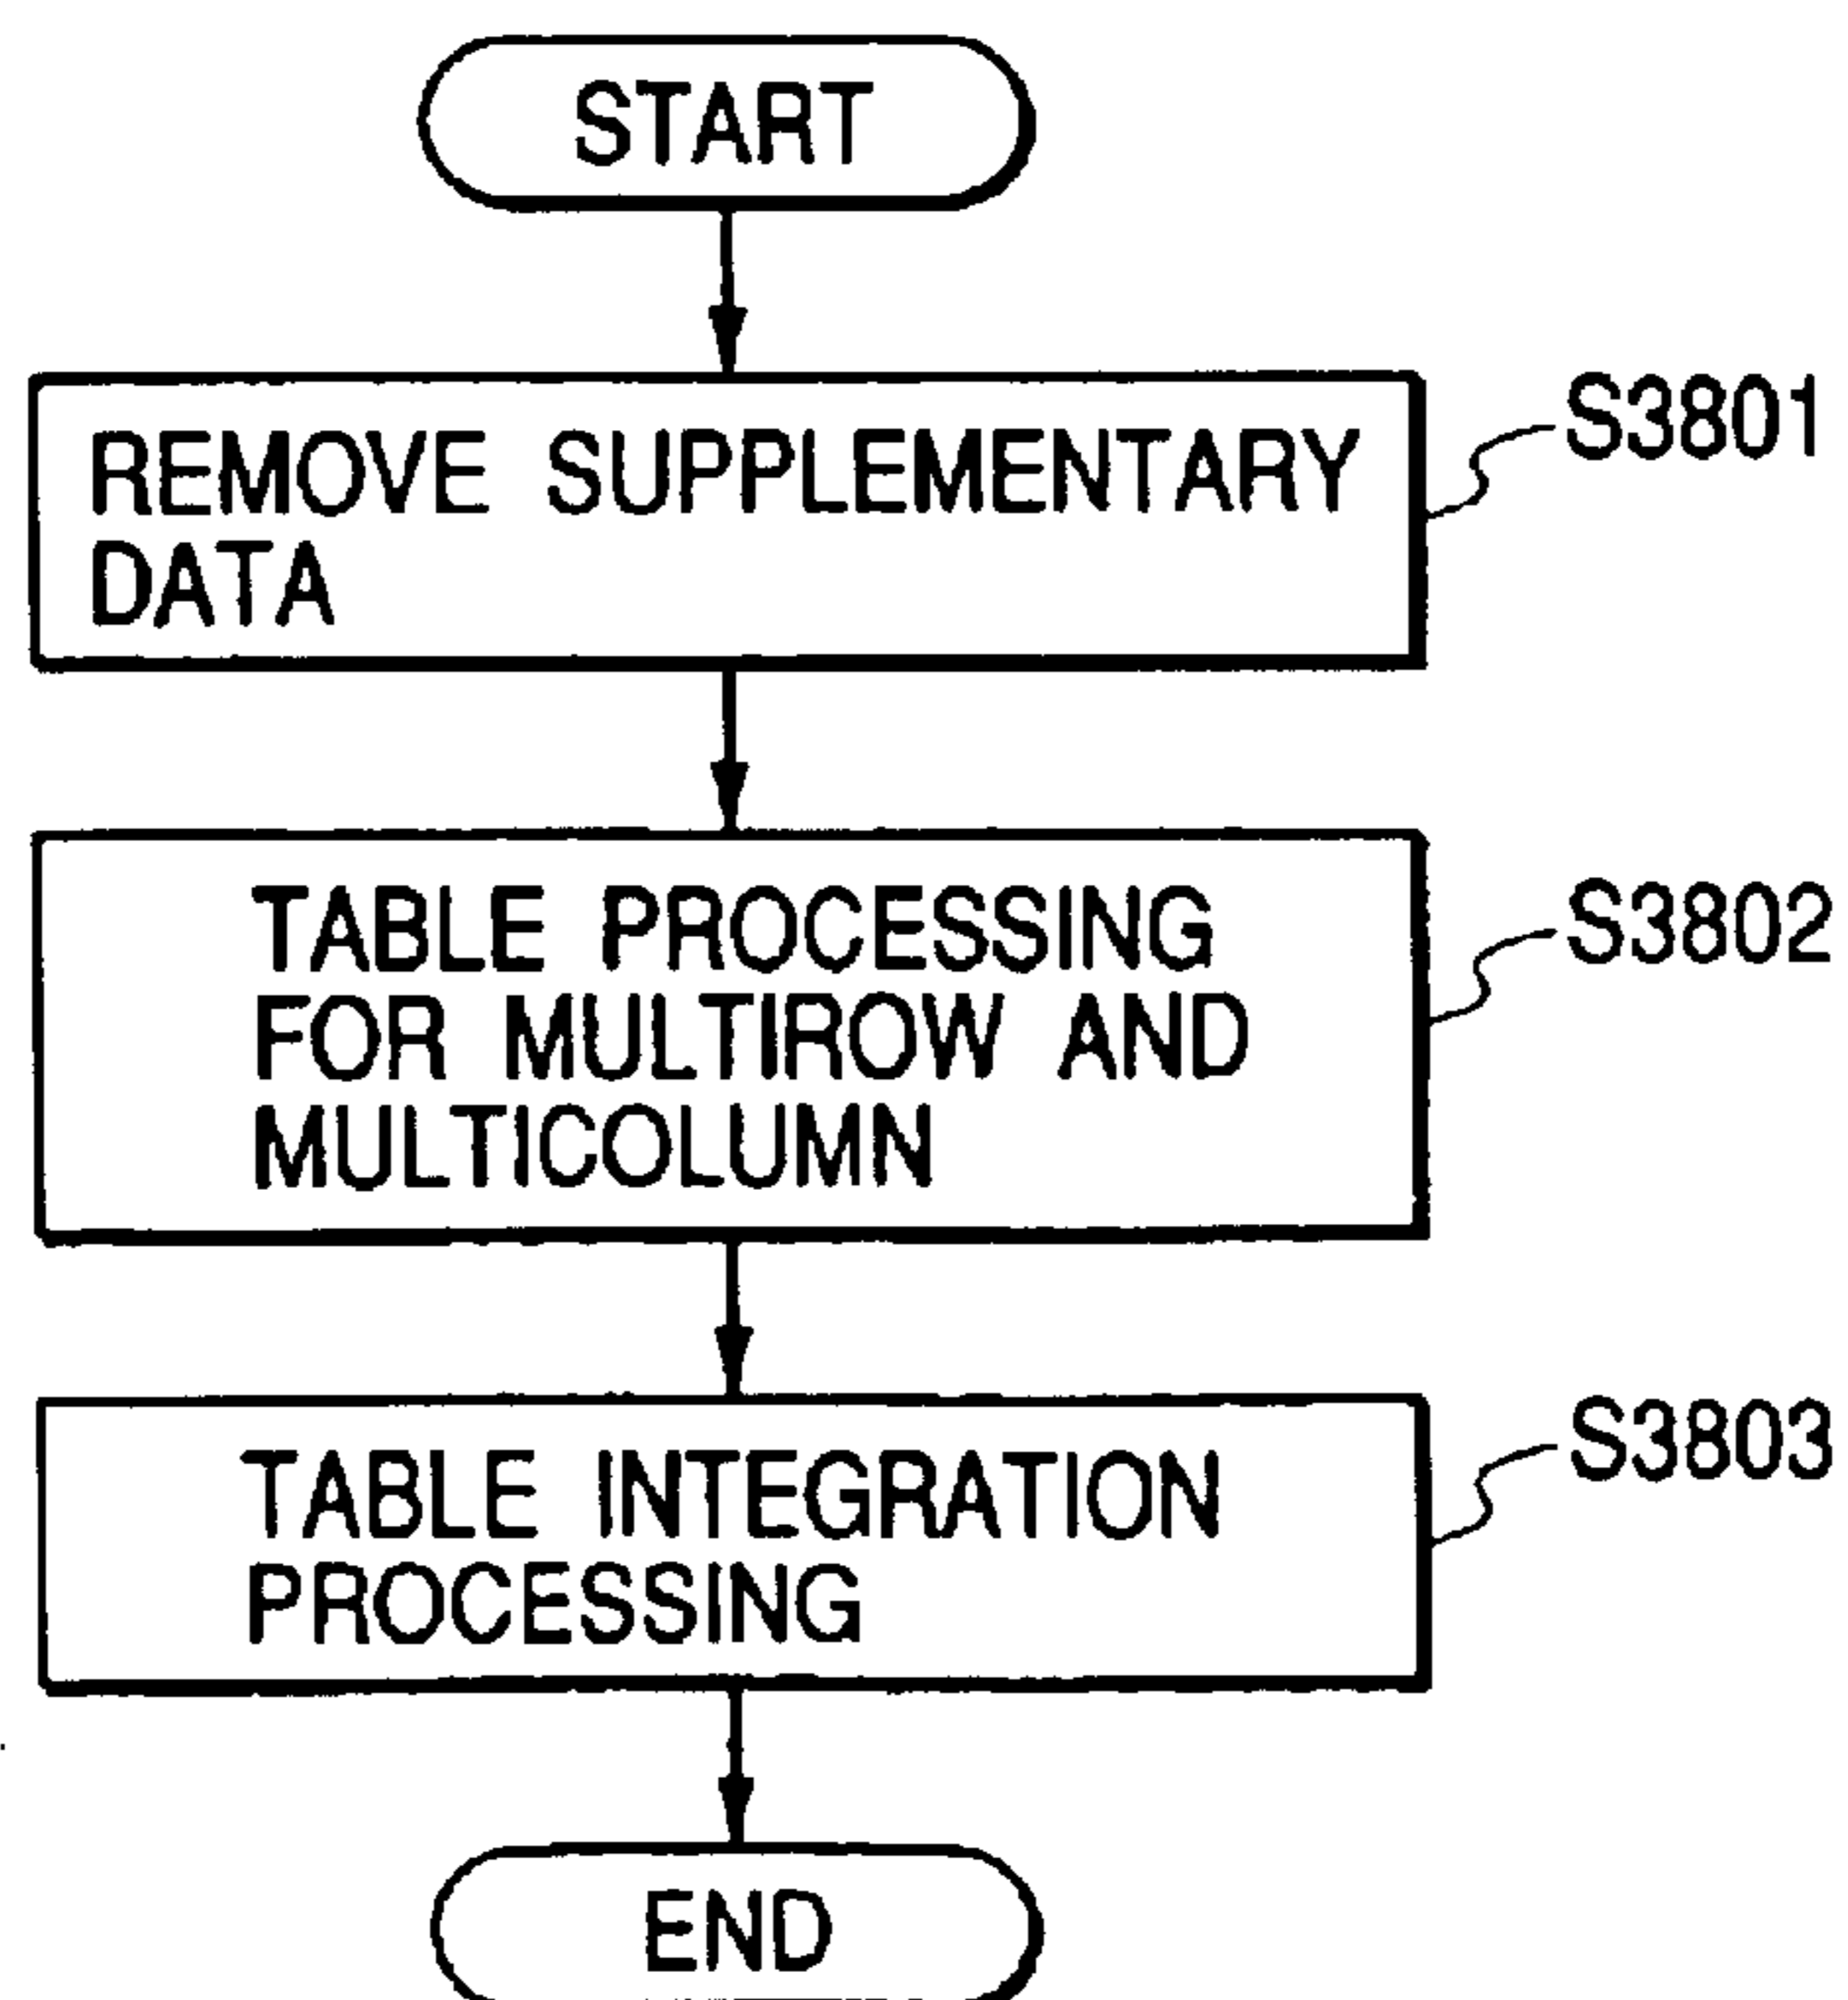 START
REMOVE SUPPLEMENTARY
DATA
S3801
TABLE PROCESSING
FOR MULTIROW AND
MULTICOLUMN
S3802
TABLE INTEGRATION
PROCESSING
S3803
END